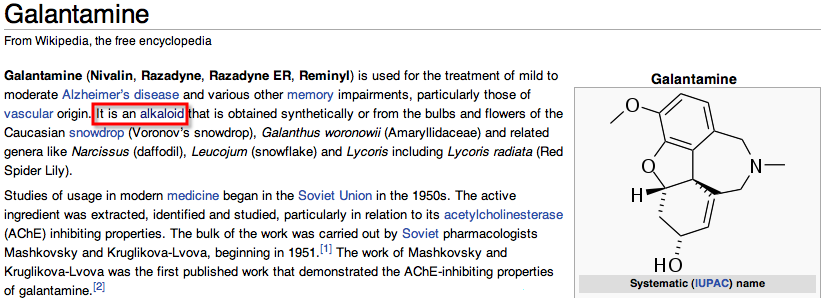 Galantamine
From Wikipedia, the free encyclopedia
Galantamine (Nivalin, Razadyne, Razadyne ER, Reminyl) is used for the treatment of mild to
moderate Alzheimer's disease and various other memory impairments, particularly those of
vascular origin. It is an alkaloid that is obtained synthetically or from the bulbs and flowers of the
Caucasian snowdrop (Voronov's snowdrop), Galanthus woronowii (Amaryllidaceae) and related
genera like Narcissus (daffodil), Leucojum (snowflake) and Lycoris including Lycoris radiata (Red
Spider Lily).
Studies of usage in modern medicine began in the Soviet Union in the 1950s. The active
ingredient was extracted, identified and studied, particularly in relation to its acetylcholinesterase
(AChE) inhibiting properties. The bulk of the work was carried out by Soviet pharmacologists
Mashkovsky and Kruglikova-Lvova, beginning in 1951.[1] The work of Mashkovsky and
Kruglikova-Lvova was the first published work that demonstrated the AChE-inhibiting properties
of galantamine.[2]
Galantamine
O
O
N
H
HO
Systematic (IUPAC) name